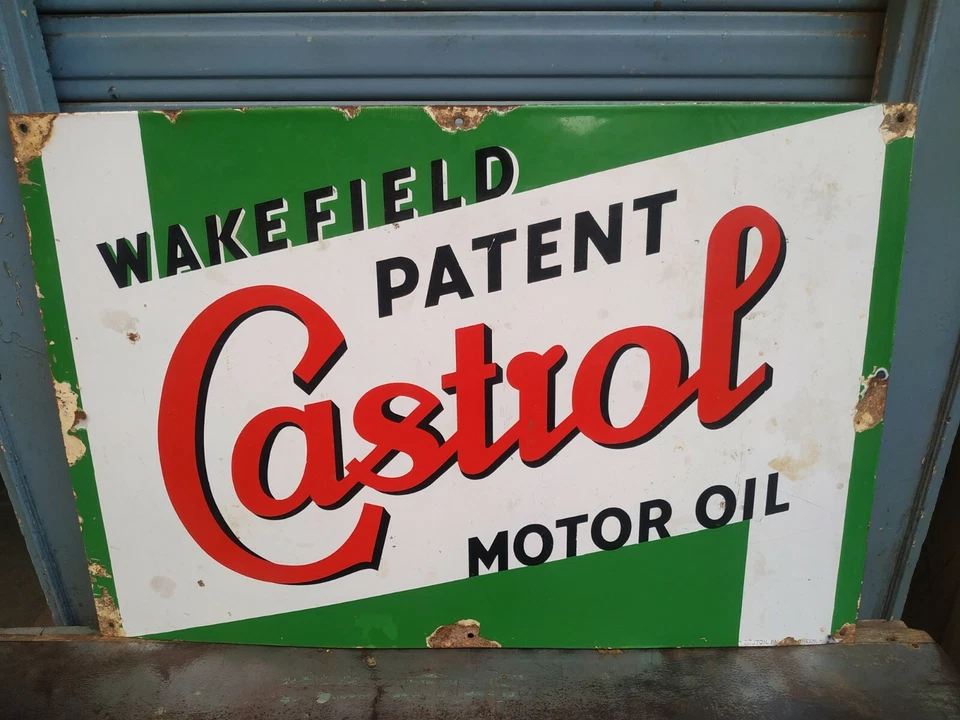 WAKEFIELD
PATENT
Castrol
MOTOR OIL